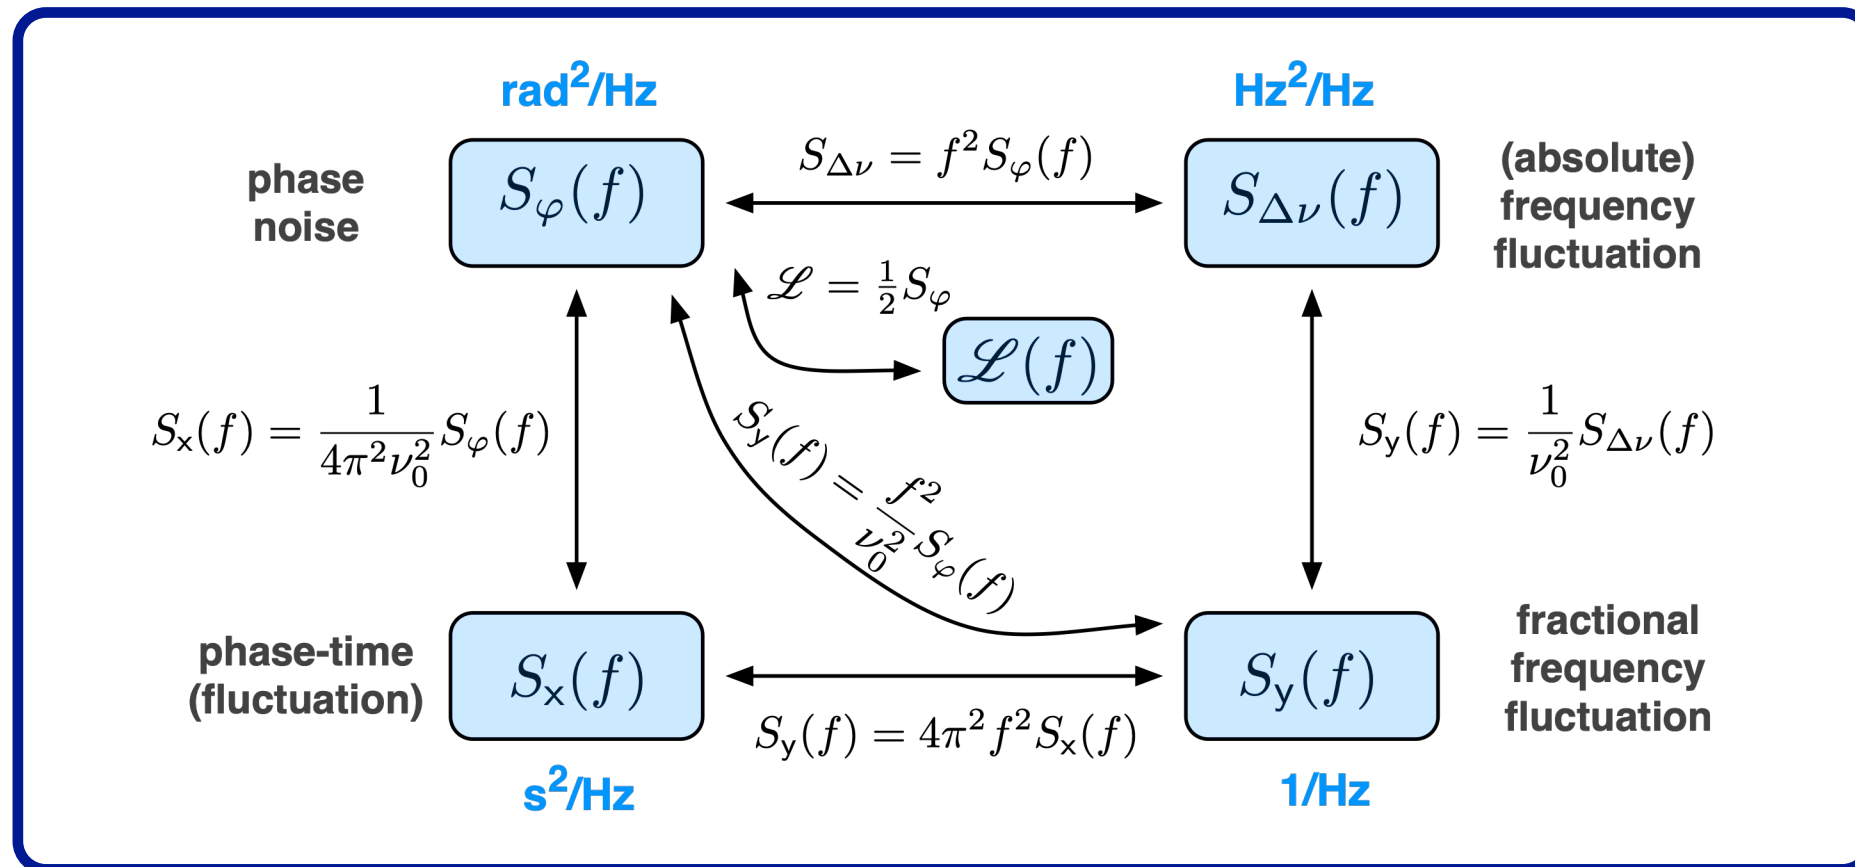 rad²/Hz
Hz²/Hz
phase
noise
S_φ(f)
S_Δν = f² S_φ(f)
S_Δν(f)
(absolute)
frequency
fluctuation
ℒ = ½ S_φ
ℒ(f)
S_x(f) = 1/(4π²ν₀²) S_φ(f)
S_y(f) = f²/ν₀² S_φ(f)
S_y(f) = 1/ν₀² S_Δν(f)
phase-time
(fluctuation)
S_x(f)
S_y(f) = 4π²f² S_x(f)
S_y(f)
fractional
frequency
fluctuation
s²/Hz
1/Hz